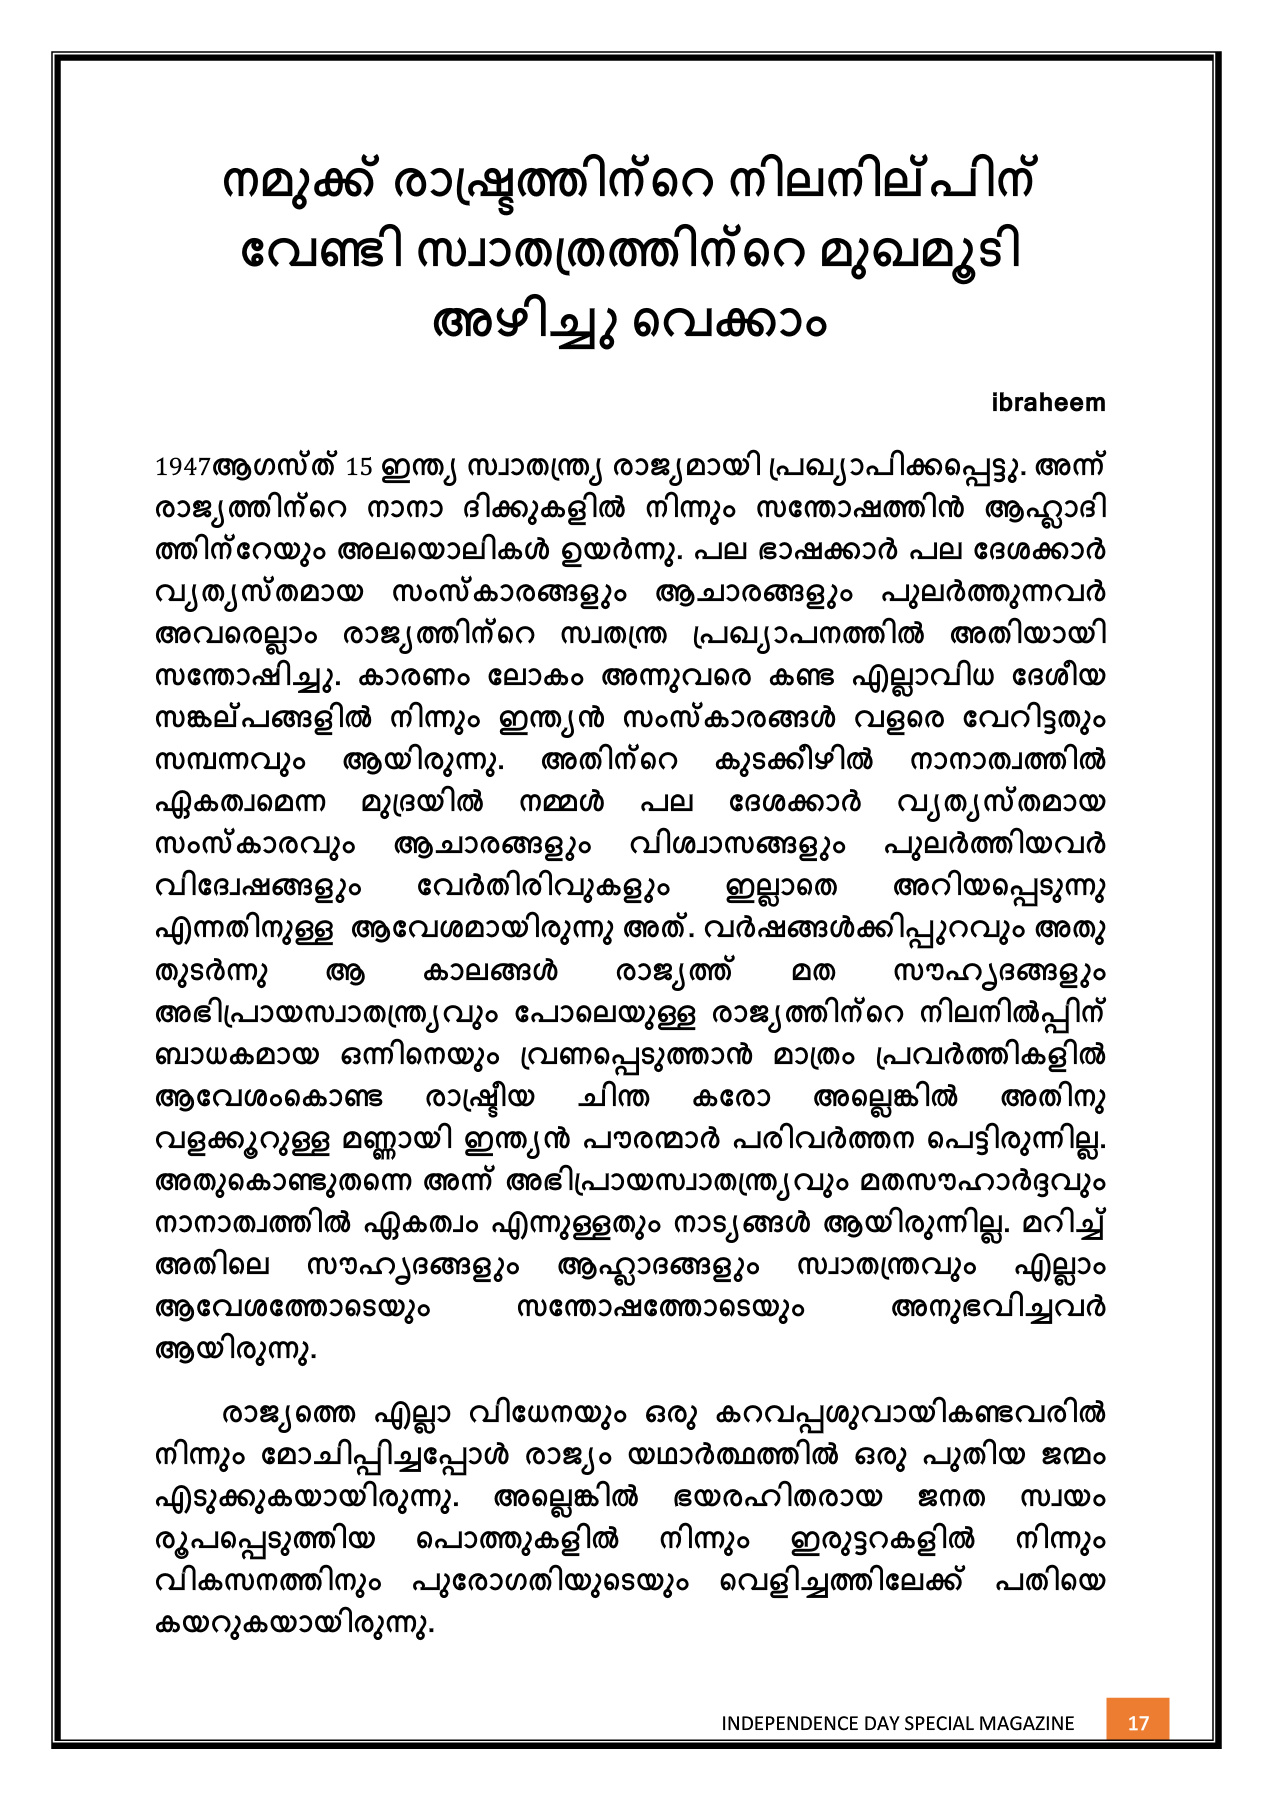 നമുക്ക് രാഷ്ട്രത്തിന്റെ നിലനില്പിന്
വേണ്ടി സ്വാതത്രത്തിന്റെ മുഖമൂടി
അഴിച്ചു വെക്കാം
ibraheem
1947ആഗസ്ത് 15 ഇന്ത്യ സ്വാതന്ത്ര്യ രാജ്യമായി പ്രഖ്യാപിക്കപ്പെട്ടു. അന്ന്
രാജ്യത്തിന്റെ നാനാ ദിക്കുകളിൽ നിന്നും സന്തോഷത്തിൻ ആഹ്ലാദി
ത്തിന്റേയും അലയൊലികൾ ഉയർന്നു. പല ഭാഷക്കാർ പല ദേശക്കാർ
വ്യത്യസ്തമായ സംസ്കാരങ്ങളും ആചാരങ്ങളും പുലർത്തുന്നവർ
അവരെല്ലാം രാജ്യത്തിന്റെ സ്വതന്ത്ര പ്രഖ്യാപനത്തിൽ അതിയായി
സന്തോഷിച്ചു. കാരണം ലോകം അന്നുവരെ കണ്ട എല്ലാവിധ ദേശീയ
സങ്കല്പങ്ങളിൽ നിന്നും ഇന്ത്യൻ സംസ്കാരങ്ങൾ വളരെ വേറിട്ടതും
സമ്പന്നവും ആയിരുന്നു. അതിന്റെ കുടക്കീഴിൽ നാനാത്വത്തിൽ
ഏകത്വമെന്ന മുദ്രയിൽ നമ്മൾ പല ദേശക്കാർ വ്യത്യസ്തമായ
സംസ്കാരവും ആചാരങ്ങളും വിശ്വാസങ്ങളും പുലർത്തിയവർ
വിദ്വേഷങ്ങളും വേർതിരിവുകളും ഇല്ലാതെ അറിയപ്പെടുന്നു
എന്നതിനുള്ള ആവേശമായിരുന്നു അത്. വർഷങ്ങൾക്കിപ്പുറവും അതു
തുടർന്നു ആ കാലങ്ങൾ രാജ്യത്ത് മത സൗഹൃദങ്ങളും
അഭിപ്രായസ്വാതന്ത്ര്യവും പോലെയുള്ള രാജ്യത്തിന്റെ നിലനിൽപ്പിന്
ബാധകമായ ഒന്നിനെയും വ്രണപ്പെടുത്താൻ മാത്രം പ്രവർത്തികളിൽ
ആവേശംകൊണ്ട രാഷ്ട്രീയ ചിന്ത കരോ അല്ലെങ്കിൽ അതിനു
വളക്കൂറുള്ള മണ്ണായി ഇന്ത്യൻ പൗരന്മാർ പരിവർത്തന പെട്ടിരുന്നില്ല.
അതുകൊണ്ടുതന്നെ അന്ന് അഭിപ്രായസ്വാതന്ത്ര്യവും മതസൗഹാർദ്ദവും
നാനാത്വത്തിൽ ഏകത്വം എന്നുള്ളതും നാട്യങ്ങൾ ആയിരുന്നില്ല. മറിച്ച്
അതിലെ സൗഹൃദങ്ങളും ആഹ്ലാദങ്ങളും സ്വാതന്ത്രവും എല്ലാം
ആവേശത്തോടെയും സന്തോഷത്തോടെയും അനുഭവിച്ചവർ
ആയിരുന്നു.
രാജ്യത്തെ എല്ലാ വിധേനയും ഒരു കറവപ്പശുവായികണ്ടവരിൽ
നിന്നും മോചിപ്പിച്ചപ്പോൾ രാജ്യം യഥാർത്ഥത്തിൽ ഒരു പുതിയ ജന്മം
എടുക്കുകയായിരുന്നു. അല്ലെങ്കിൽ ഭയരഹിതരായ ജനത സ്വയം
രൂപപ്പെടുത്തിയ പൊത്തുകളിൽ നിന്നും ഇരുട്ടറകളിൽ നിന്നും
വികസനത്തിനും പുരോഗതിയുടെയും വെളിച്ചത്തിലേക്ക് പതിയെ
കയറുകയായിരുന്നു.
INDEPENDENCE DAY SPECIAL MAGAZINE 17